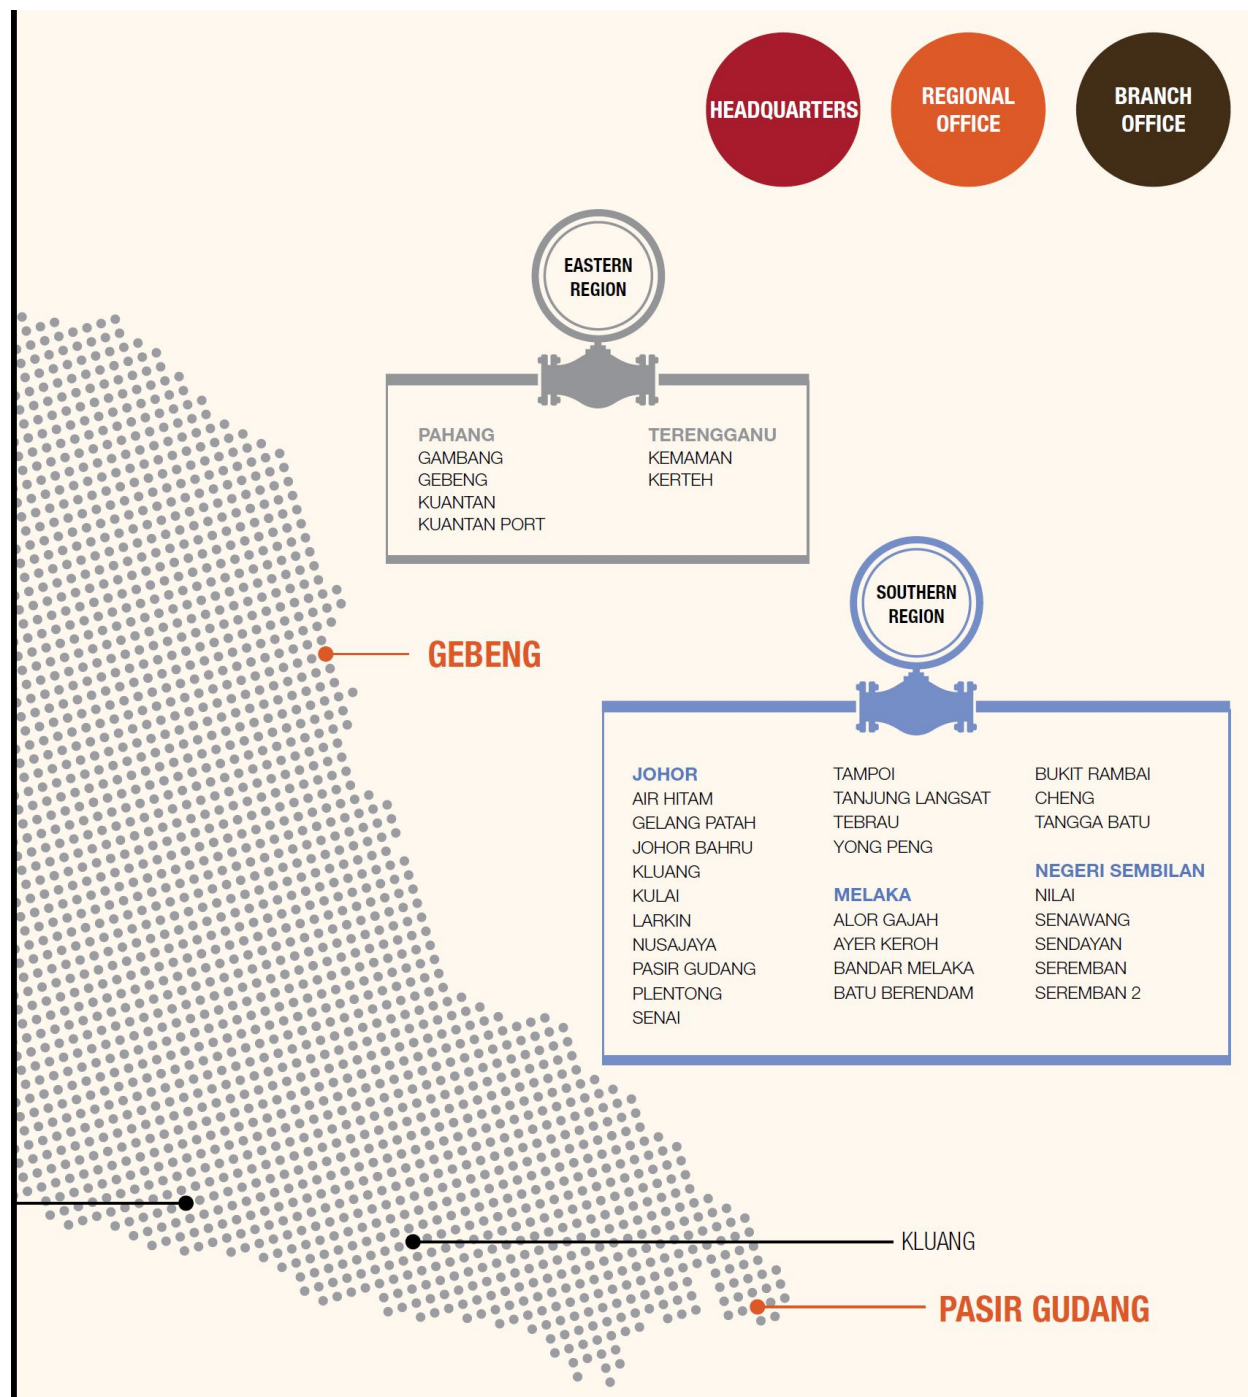 HEADQUARTERS
REGIONAL
OFFICE
BRANCH
OFFICE
EASTERN
REGION
PAHANG
GAMBANG
GEBENG
KUANTAN
KUANTAN PORT
TERENGGANU
KEMAMAN
KERTEH
GEBENG
SOUTHERN
REGION
JOHOR
AIR HITAM
GELANG PATAH
JOHOR BAHRU
KLUANG
KULAI
LARKIN
NUSAJAYA
PASIR GUDANG
PLENTONG
SENAI
TAMPOI
TANJUNG LANGSAT
TEBRAU
YONG PENG
MELAKA
ALOR GAJAH
AYER KEROH
BANDAR MELAKA
BATU BERENDAM
BUKIT RAMBAI
CHENG
TANGGA BATU
NEGERI SEMBILAN
NILAI
SENAWANG
SENDAYAN
SEREMBAN
SEREMBAN 2
KLUANG
PASIR GUDANG